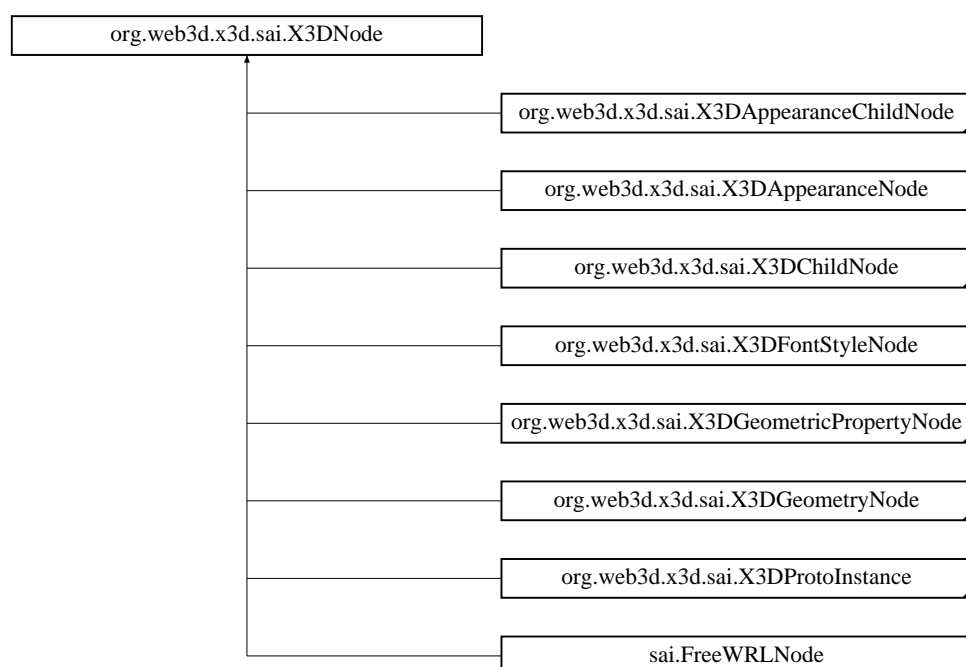 org.web3d.x3d.sai.X3DNode
org.web3d.x3d.sai.X3DAppearanceChildNode
org.web3d.x3d.sai.X3DAppearanceNode
org.web3d.x3d.sai.X3DChildNode
org.web3d.x3d.sai.X3DFontStyleNode
org.web3d.x3d.sai.X3DGeometricPropertyNode
org.web3d.x3d.sai.X3DGeometryNode
org.web3d.x3d.sai.X3DProtoInstance
sai.FreeWRLNode